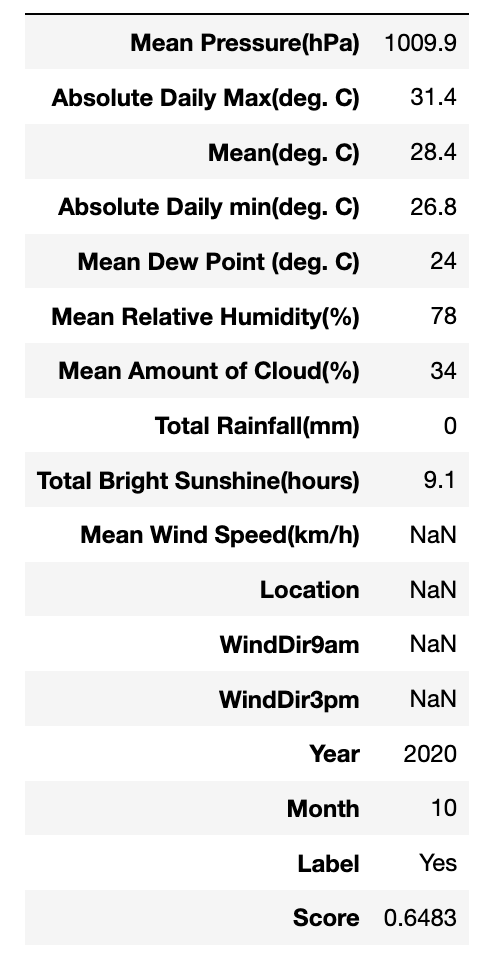 Mean Pressure(hPa) 1009.9
Absolute Daily Max(deg. C) 31.4
Mean(deg. C) 28.4
Absolute Daily min(deg. C) 26.8
Mean Dew Point (deg. C) 24
Mean Relative Humidity(%) 78
Mean Amount of Cloud(%) 34
Total Rainfall(mm) 0
Total Bright Sunshine(hours) 9.1
Mean Wind Speed(km/h) NaN
Location NaN
WindDir9am NaN
WindDir3pm NaN
Year 2020
Month 10
Label Yes
Score 0.6483